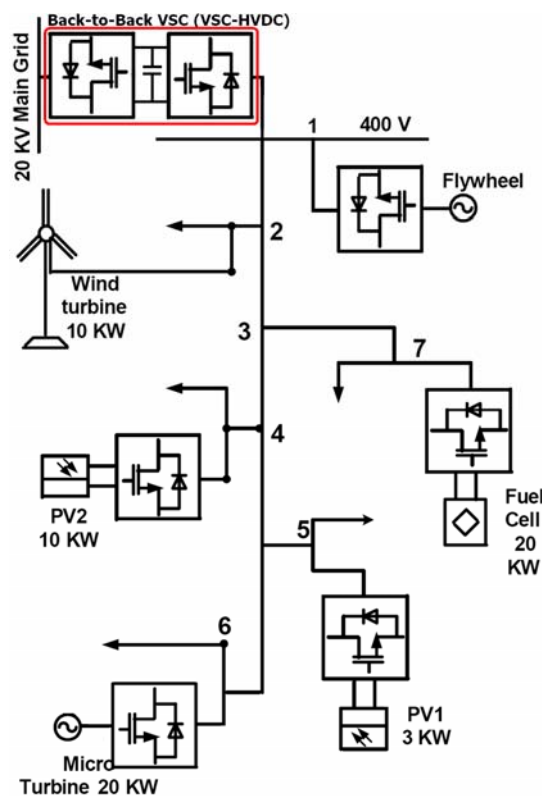 Back-to-Back VSC (VSC-HVDC)
20 KV Main Grid
1
400 V
Flywheel
2
Wind
turbine
10 KW
3
7
4
PV2
10 KW
Fuel
Cell
20
KW
5
6
PV1
3 KW
Micro
Turbine 20 KW